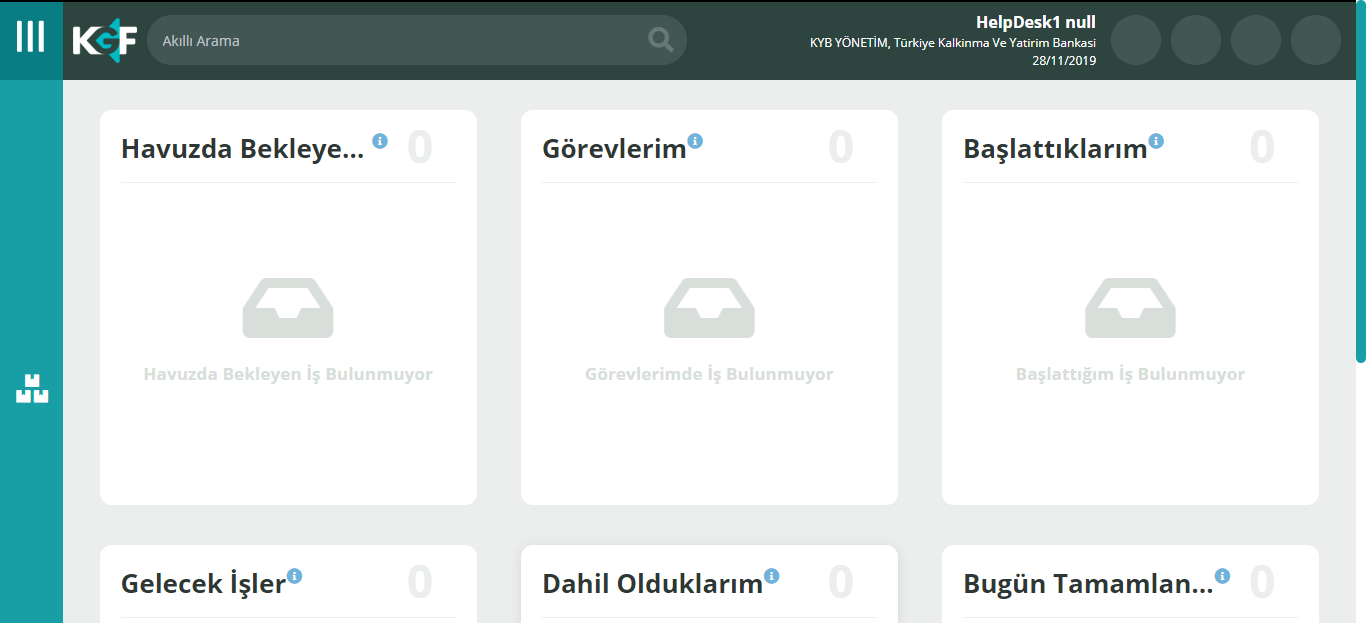 KGF
Akıllı Arama
HelpDesk1 null
KYB YÖNETİM, Türkiye Kalkinma Ve Yatirim Bankasi
28/11/2019
Havuzda Bekleye... 0
Görevlerim 0
Başlattıklarım 0
Havuzda Bekleyen İş Bulunmuyor
Görevlerimde İş Bulunmuyor
Başlattığım İş Bulunmuyor
Gelecek İşler 0
Dahil Olduklarım 0
Bugün Tamamlan... 0